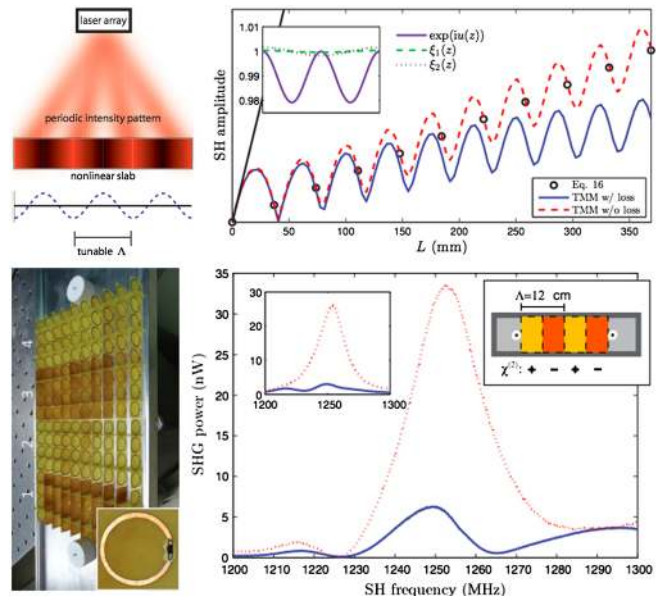 laser array
periodic intensity pattern
nonlinear slab
tunable Λ
1.01
1
0.99
0.98
exp(iu(z))
ξ₁(z)
ξ₂(z)
SH amplitude
Eq. 16
TMM w/ loss
TMM w/o loss
0 50 100 150 200 250 300 350
L (mm)
4
2
1
35
30
25
20
15
10
5
0
SHG power (nW)
30
20
10
0
1200 1250 1300
Λ=12 cm
χ⁽²⁾: + − + −
1200 1210 1220 1230 1240 1250 1260 1270 1280 1290 1300
SH frequency (MHz)